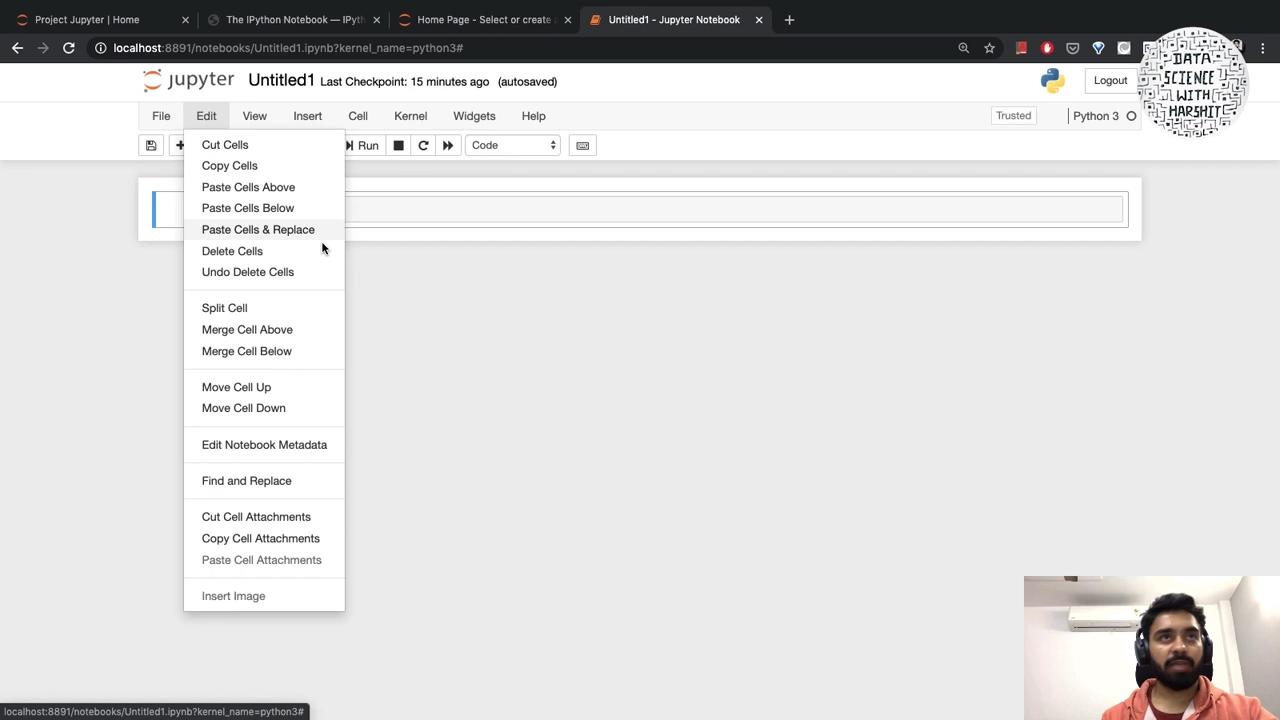 Project Jupyter | Home
The IPython Notebook — IPyth
Home Page - Select or create a
Untitled1 - Jupyter Notebook
localhost:8891/notebooks/Untitled1.ipynb?kernel_name=python3#
DATA
SCIENCE
WITH
HARSHIT
jupyter Untitled1 Last Checkpoint: 15 minutes ago (autosaved)
Logout
File Edit View Insert Cell Kernel Widgets Help
Trusted
Python 3
Run
Code
Cut Cells
Copy Cells
Paste Cells Above
Paste Cells Below
Paste Cells & Replace
Delete Cells
Undo Delete Cells
Split Cell
Merge Cell Above
Merge Cell Below
Move Cell Up
Move Cell Down
Edit Notebook Metadata
Find and Replace
Cut Cell Attachments
Copy Cell Attachments
Paste Cell Attachments
Insert Image
localhost:8891/notebooks/Untitled1.ipynb?kernel_name=python3#